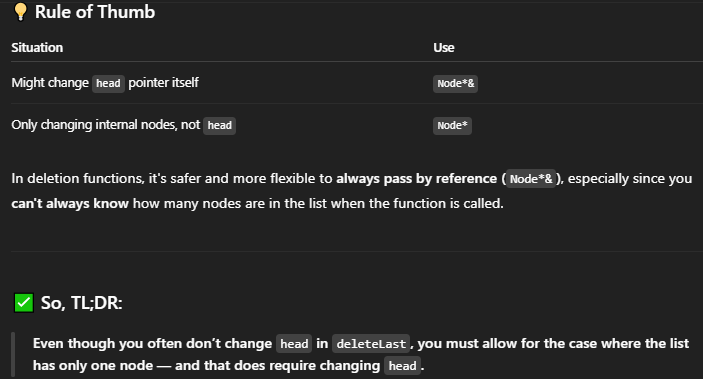 💡 Rule of Thumb
Situation Use
Might change head pointer itself Node*&
Only changing internal nodes, not head Node*
In deletion functions, it's safer and more flexible to always pass by reference (Node*&), especially since you
can't always know how many nodes are in the list when the function is called.
✅ So, TL;DR:
Even though you often don't change head in deleteLast, you must allow for the case where the list
has only one node — and that does require changing head.